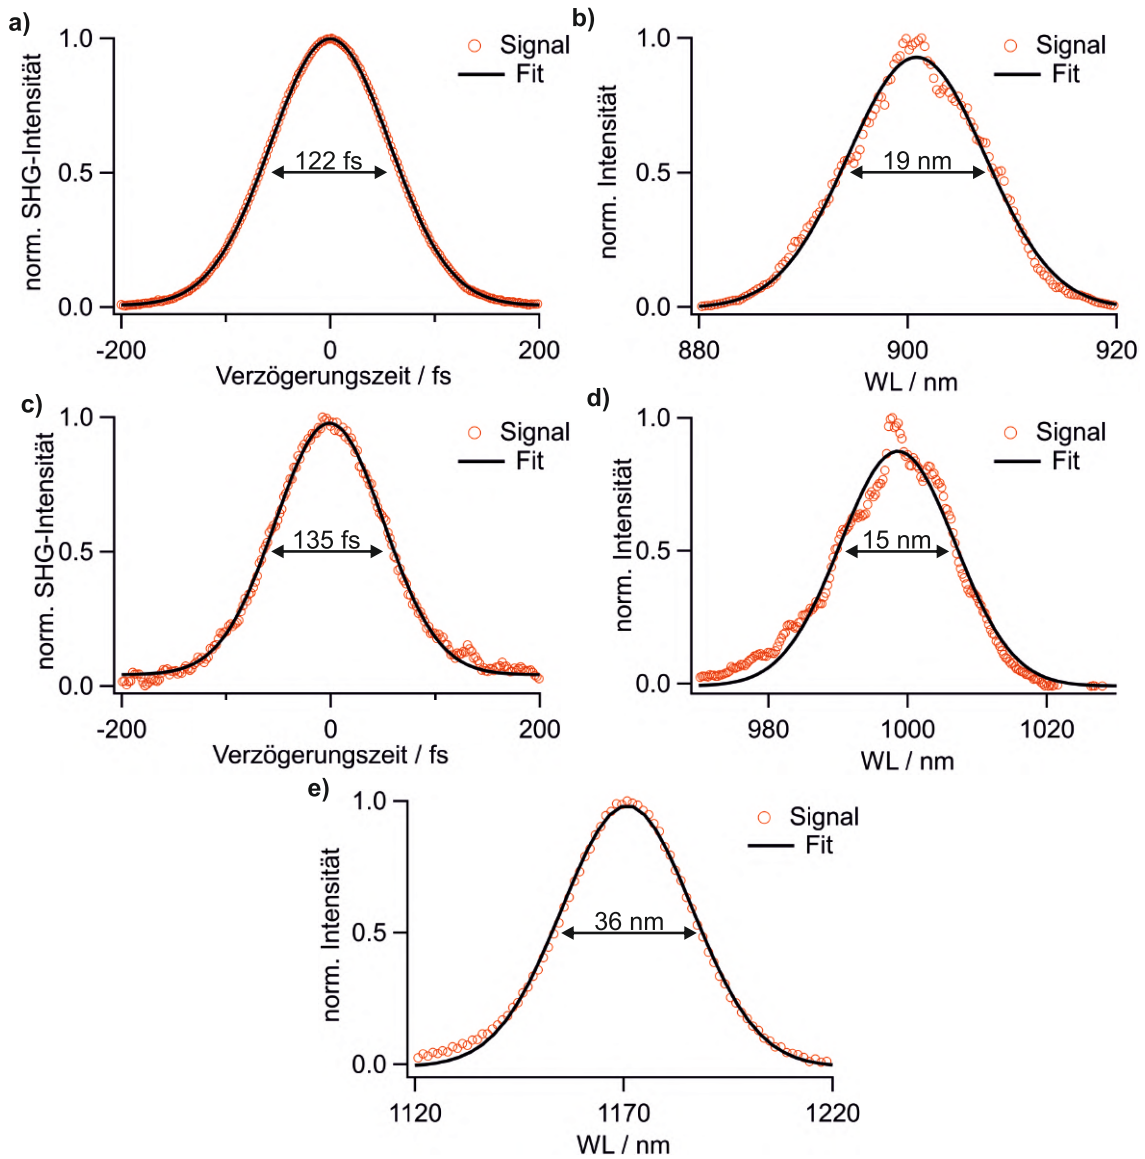 a)
norm. SHG-Intensität
1.0
0.5
0.0
Signal
Fit
122 fs
-200
0
200
Verzögerungszeit / fs
b)
norm. Intensität
1.0
0.5
0.0
Signal
Fit
19 nm
880
900
920
WL / nm
c)
norm. SHG-Intensität
1.0
0.5
0.0
Signal
Fit
135 fs
-200
0
200
Verzögerungszeit / fs
d)
norm. Intensität
1.0
0.5
0.0
Signal
Fit
15 nm
980
1000
1020
WL / nm
e)
norm. Intensität
1.0
0.5
0.0
Signal
Fit
36 nm
1120
1170
1220
WL / nm